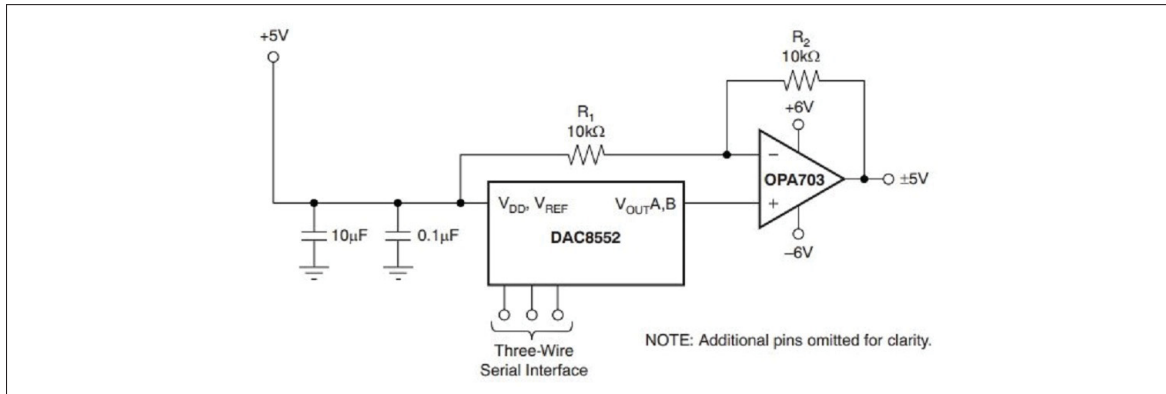 +5V
R2
10kΩ
+6V
R1
10kΩ
–
OPA703
±5V
+
–6V
VDD, VREF
VOUTA,B
DAC8552
10μF
0.1μF
Three-Wire
Serial Interface
NOTE: Additional pins omitted for clarity.